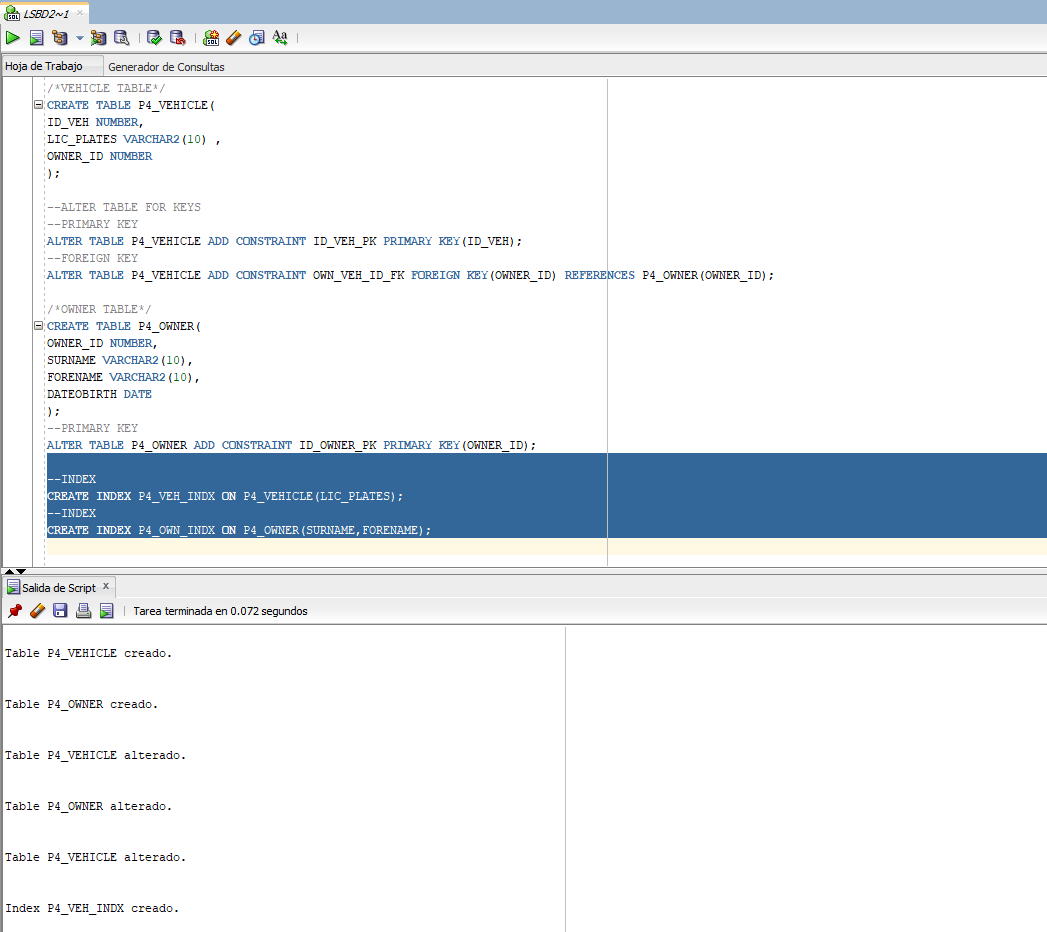 LSBD2~1
Aa
Hoja de Trabajo
Generador de Consultas
/*VEHICLE TABLE*/
CREATE TABLE P4_VEHICLE(
ID_VEH NUMBER,
LIC_PLATES VARCHAR2(10) ,
OWNER_ID NUMBER
);
--ALTER TABLE FOR KEYS
--PRIMARY KEY
ALTER TABLE P4_VEHICLE ADD CONSTRAINT ID_VEH_PK PRIMARY KEY(ID_VEH);
--FOREIGN KEY
ALTER TABLE P4_VEHICLE ADD CONSTRAINT OWN_VEH_ID_FK FOREIGN KEY(OWNER_ID) REFERENCES P4_OWNER(OWNER_ID);
/*OWNER TABLE*/
CREATE TABLE P4_OWNER(
OWNER_ID NUMBER,
SURNAME VARCHAR2(10),
FORENAME VARCHAR2(10),
DATEOBIRTH DATE
);
--PRIMARY KEY
ALTER TABLE P4_OWNER ADD CONSTRAINT ID_OWNER_PK PRIMARY KEY(OWNER_ID);
--INDEX
CREATE INDEX P4_VEH_INDX ON P4_VEHICLE(LIC_PLATES);
--INDEX
CREATE INDEX P4_OWN_INDX ON P4_OWNER(SURNAME,FORENAME);
Salida de Script x
Tarea terminada en 0.072 segundos
Table P4_VEHICLE creado.
Table P4_OWNER creado.
Table P4_VEHICLE alterado.
Table P4_OWNER alterado.
Table P4_VEHICLE alterado.
Index P4_VEH_INDX creado.